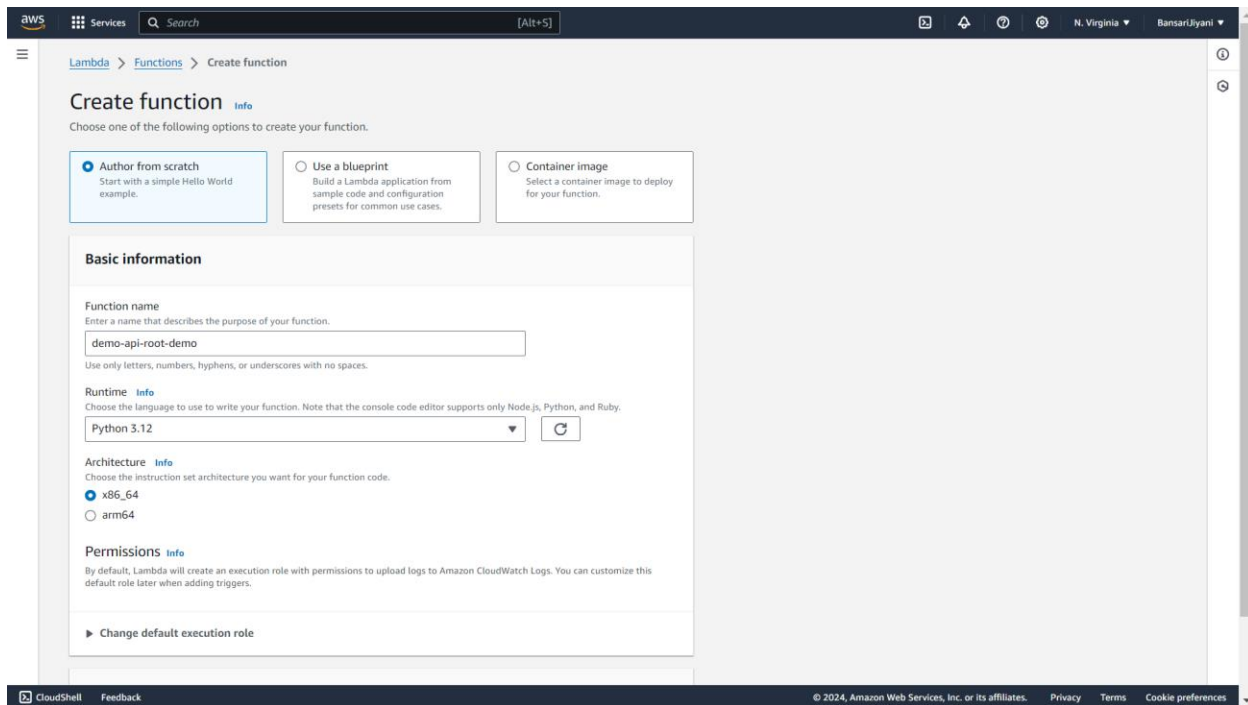 aws Services Search [Alt+S] N. Virginia ▼ BansariJiyani ▼
Lambda > Functions > Create function
Create function Info
Choose one of the following options to create your function.
Author from scratch
Start with a simple Hello World
example.
Use a blueprint
Build a Lambda application from
sample code and configuration
presets for common use cases.
Container image
Select a container image to deploy
for your function.
Basic information
Function name
Enter a name that describes the purpose of your function.
demo-api-root-demo
Use only letters, numbers, hyphens, or underscores with no spaces.
Runtime Info
Choose the language to use to write your function. Note that the console code editor supports only Node.js, Python, and Ruby.
Python 3.12
Architecture Info
Choose the instruction set architecture you want for your function code.
x86_64
arm64
Permissions Info
By default, Lambda will create an execution role with permissions to upload logs to Amazon CloudWatch Logs. You can customize this
default role later when adding triggers.
Change default execution role
CloudShell Feedback © 2024, Amazon Web Services, Inc. or its affiliates. Privacy Terms Cookie preferences